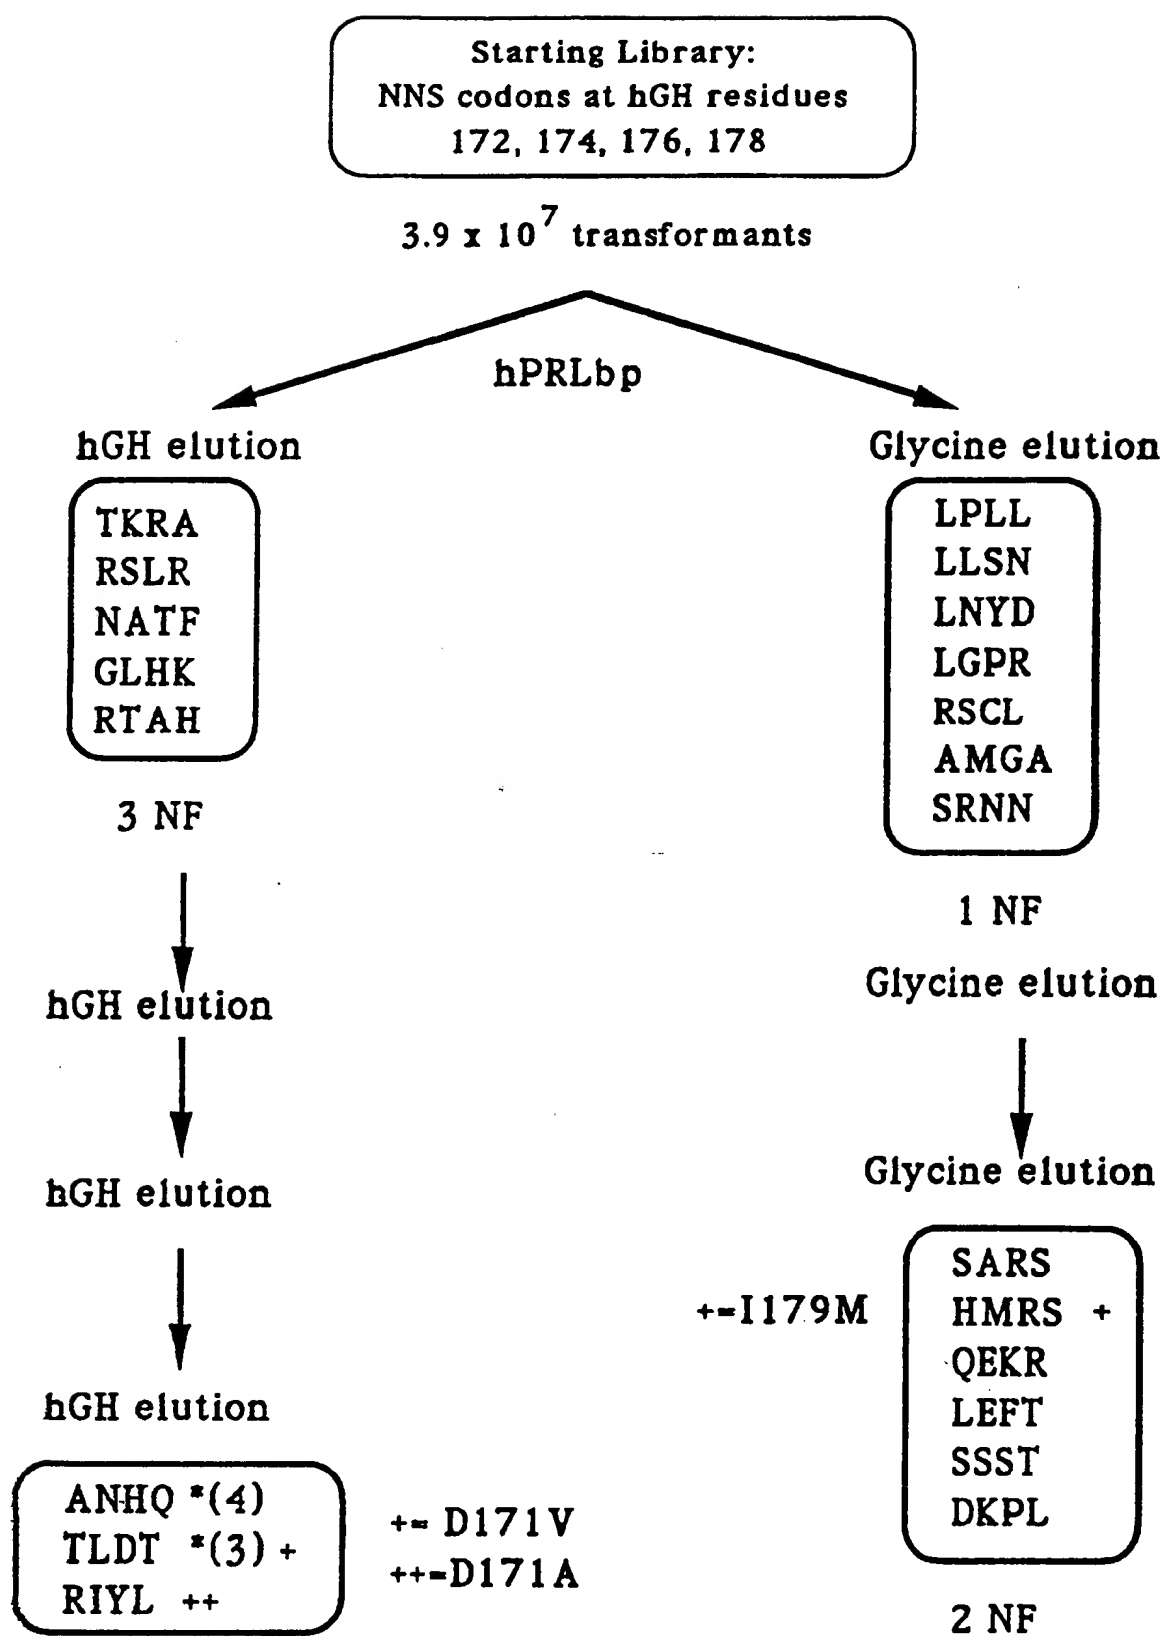 Starting Library:
NNS codons at hGH residues
172, 174, 176, 178
3.9 x 10^7 transformants
hPRLbp
hGH elution
TKRA
RSLR
NATF
GLHK
RTAH
3 NF
hGH elution
hGH elution
hGH elution
ANHQ *(4)
TLDT *(3) +
RIYL ++
+= D171V
++=D171A
Glycine elution
LPLL
LLSN
LNYD
LGPR
RSCL
AMGA
SRNN
1 NF
Glycine elution
Glycine elution
+=I179M
SARS
HMRS +
QEKR
LEFT
SSST
DKPL
2 NF